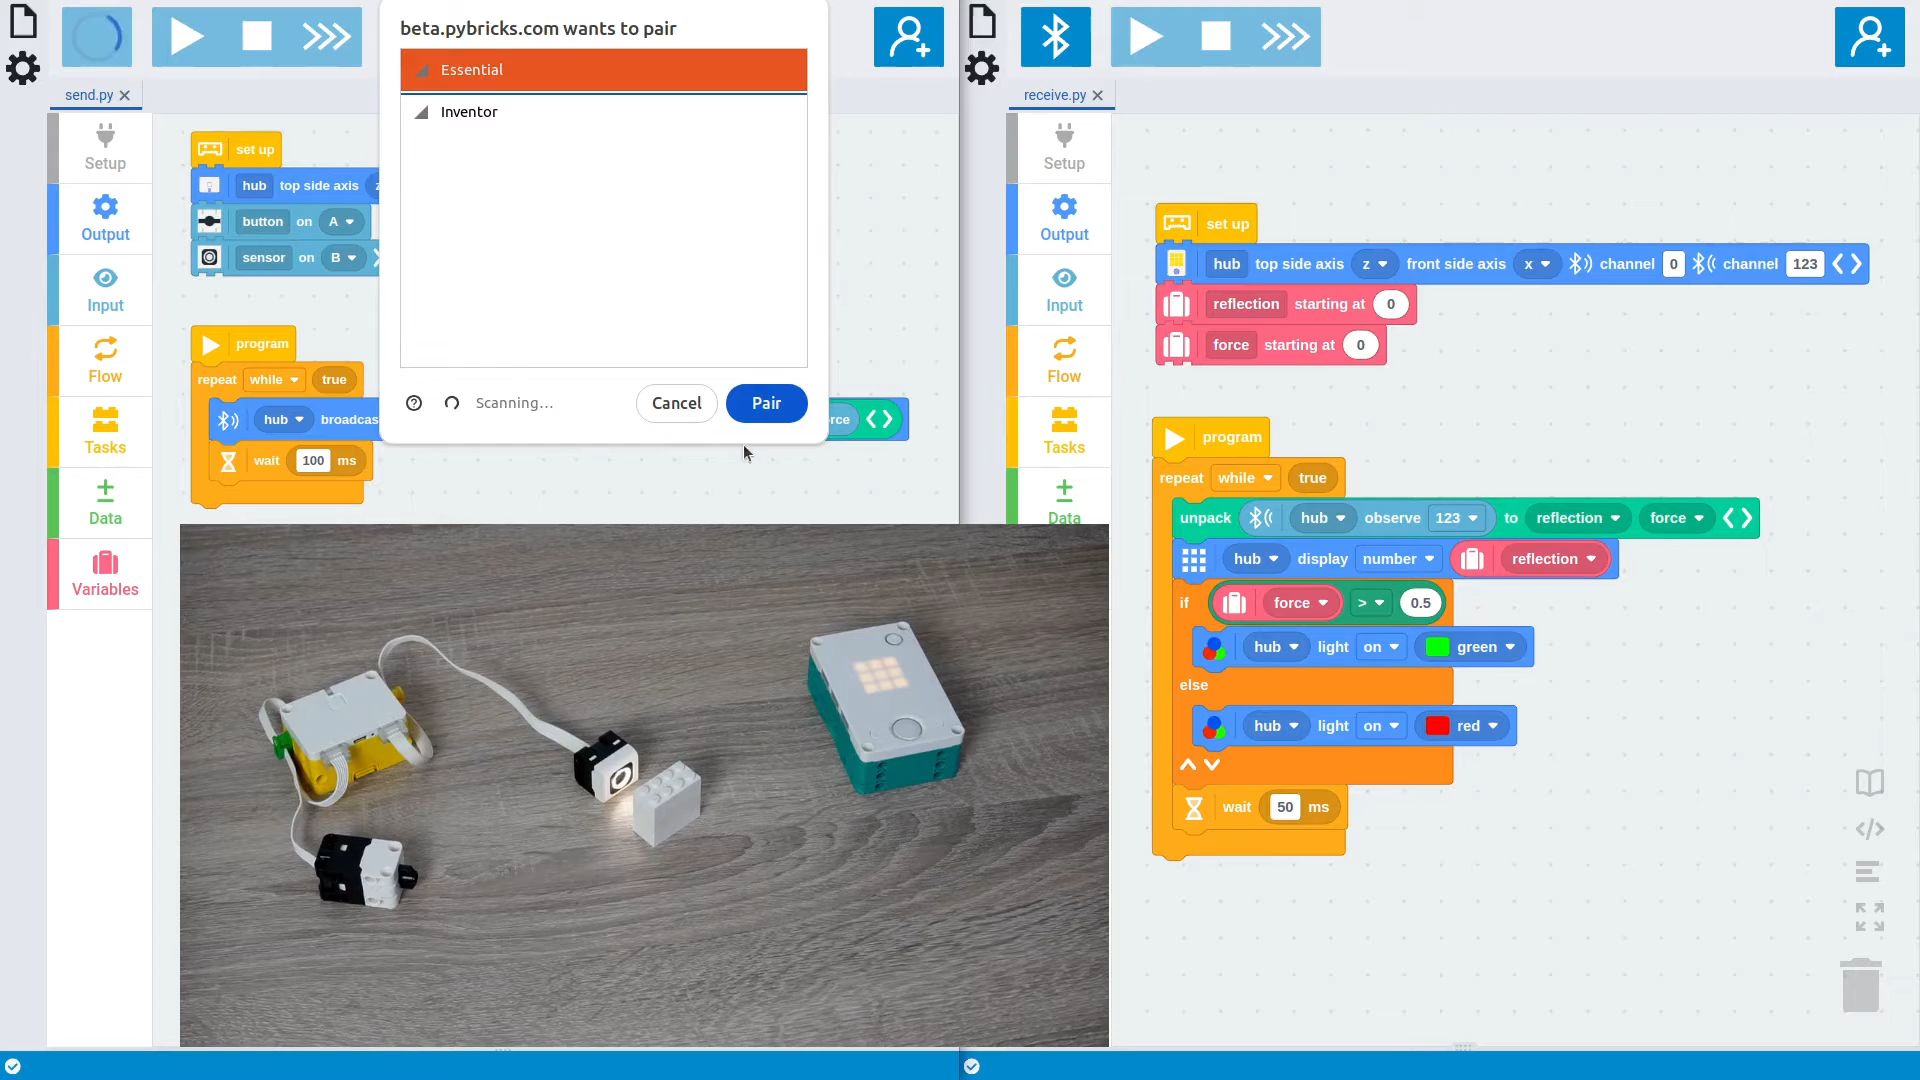 beta.pybricks.com wants to pair
Essential
Inventor
Scanning...
Cancel
Pair
send.py
Setup
Output
Input
Flow
Tasks
Data
Variables
set up
hub top side axis
button on A
sensor on B
program
repeat while true
hub broadcas
wait 100 ms
receive.py
Setup
Output
Input
Flow
Tasks
Data
set up
hub top side axis z front side axis x channel 0 channel 123
reflection starting at 0
force starting at 0
program
repeat while true
unpack hub observe 123 to reflection force
hub display number reflection
if force > 0.5
hub light on green
else
hub light on red
wait 50 ms